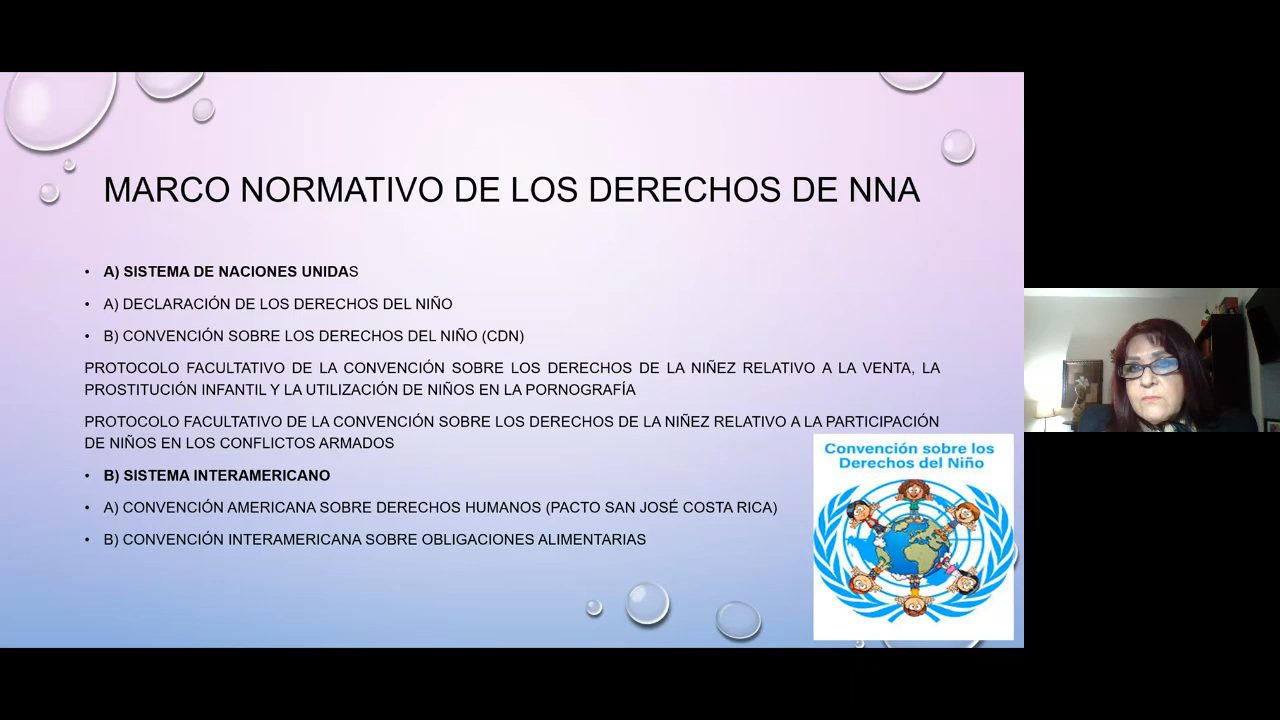 MARCO NORMATIVO DE LOS DERECHOS DE NNA
• A) SISTEMA DE NACIONES UNIDAS
• A) DECLARACIÓN DE LOS DERECHOS DEL NIÑO
• B) CONVENCIÓN SOBRE LOS DERECHOS DEL NIÑO (CDN)
PROTOCOLO FACULTATIVO DE LA CONVENCIÓN SOBRE LOS DERECHOS DE LA NIÑEZ RELATIVO A LA VENTA, LA
PROSTITUCIÓN INFANTIL Y LA UTILIZACIÓN DE NIÑOS EN LA PORNOGRAFÍA
PROTOCOLO FACULTATIVO DE LA CONVENCIÓN SOBRE LOS DERECHOS DE LA NIÑEZ RELATIVO A LA PARTICIPACIÓN
DE NIÑOS EN LOS CONFLICTOS ARMADOS
• B) SISTEMA INTERAMERICANO
• A) CONVENCIÓN AMERICANA SOBRE DERECHOS HUMANOS (PACTO SAN JOSÉ COSTA RICA)
• B) CONVENCIÓN INTERAMERICANA SOBRE OBLIGACIONES ALIMENTARIAS
Convención sobre los
Derechos del Niño